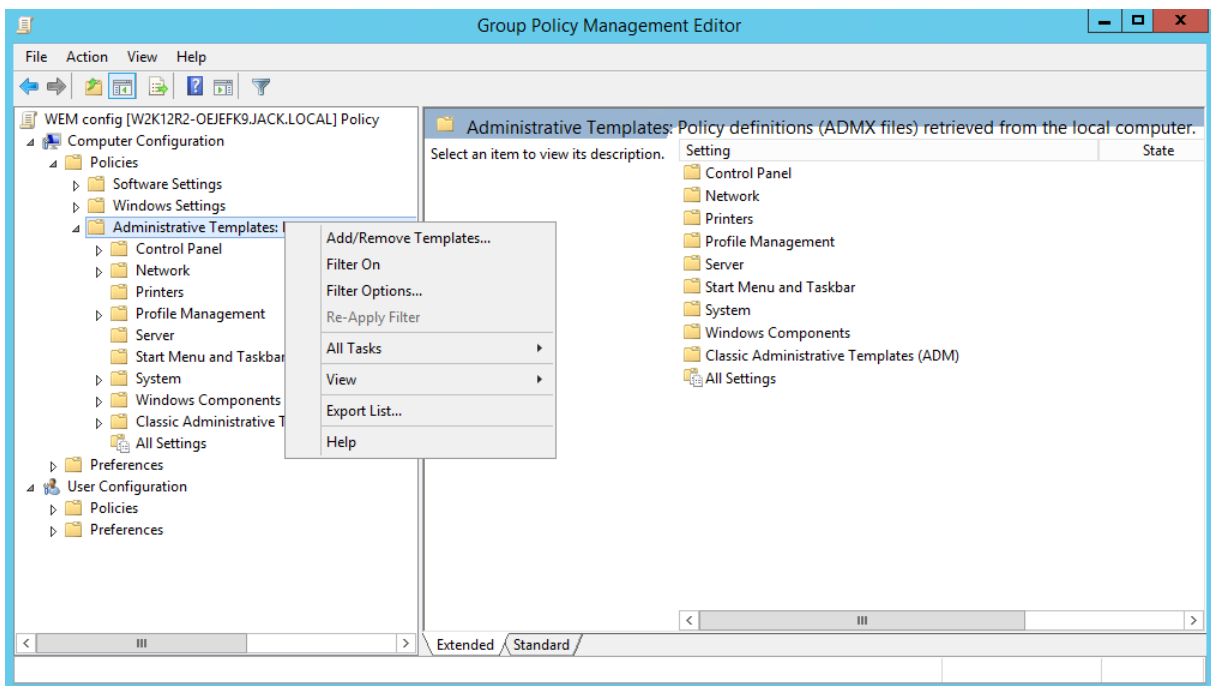 Group Policy Management Editor
File Action View Help
WEM config [W2K12R2-OEJEFK9.JACK.LOCAL] Policy
Computer Configuration
Policies
Software Settings
Windows Settings
Administrative Templates:
Control Panel
Network
Printers
Profile Management
Server
Start Menu and Taskbar
System
Windows Components
Classic Administrative T
All Settings
Preferences
User Configuration
Policies
Preferences
Add/Remove Templates...
Filter On
Filter Options...
Re-Apply Filter
All Tasks
View
Export List...
Help
Administrative Templates: Policy definitions (ADMX files) retrieved from the local computer.
Select an item to view its description.
Setting State
Control Panel
Network
Printers
Profile Management
Server
Start Menu and Taskbar
System
Windows Components
Classic Administrative Templates (ADM)
All Settings
Extended Standard